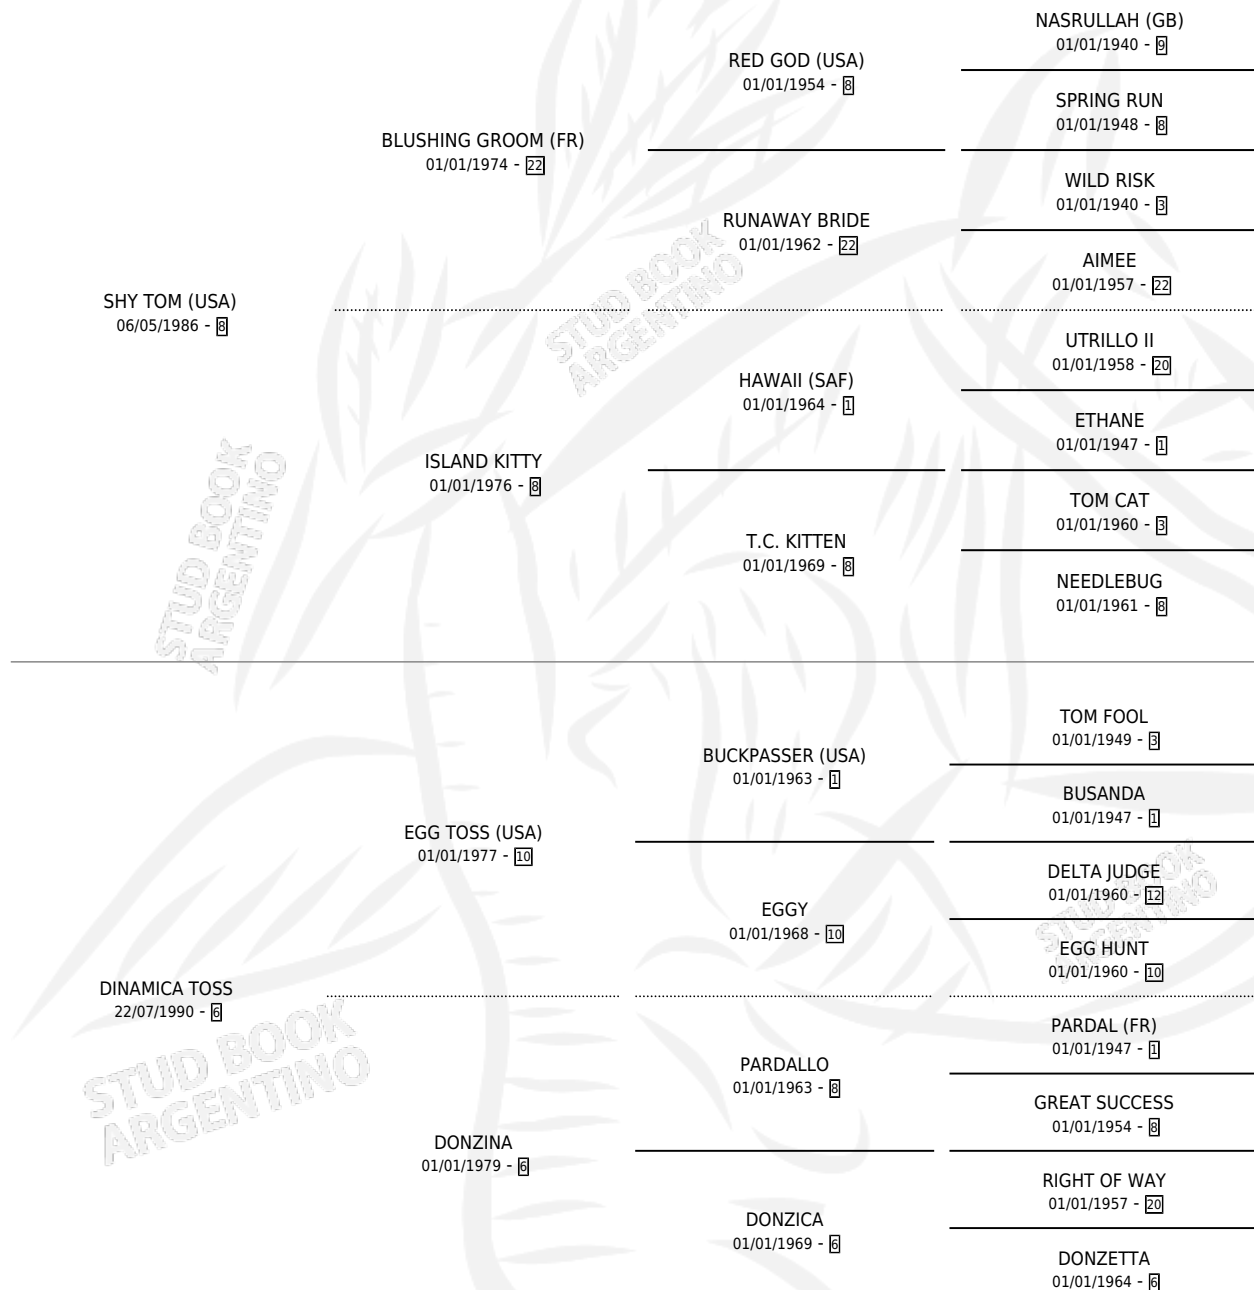 NASRULLAH (GB)
01/01/1940 - 9
RED GOD (USA)
01/01/1954 - 8
SPRING RUN
01/01/1948 - 8
BLUSHING GROOM (FR)
01/01/1974 - 22
WILD RISK
01/01/1940 - 3
RUNAWAY BRIDE
01/01/1962 - 22
AIMEE
01/01/1957 - 22
SHY TOM (USA)
06/05/1986 - 8
UTRILLO II
01/01/1958 - 20
HAWAII (SAF)
01/01/1964 - 1
ETHANE
01/01/1947 - 1
ISLAND KITTY
01/01/1976 - 8
TOM CAT
01/01/1960 - 3
T.C. KITTEN
01/01/1969 - 8
NEEDLEBUG
01/01/1961 - 8
TOM FOOL
01/01/1949 - 3
BUCKPASSER (USA)
01/01/1963 - 1
BUSANDA
01/01/1947 - 1
EGG TOSS (USA)
01/01/1977 - 10
DELTA JUDGE
01/01/1960 - 12
EGGY
01/01/1968 - 10
EGG HUNT
01/01/1960 - 10
DINAMICA TOSS
22/07/1990 - 6
PARDAL (FR)
01/01/1947 - 1
PARDALLO
01/01/1963 - 8
GREAT SUCCESS
01/01/1954 - 8
DONZINA
01/01/1979 - 6
RIGHT OF WAY
01/01/1957 - 20
DONZICA
01/01/1969 - 6
DONZETTA
01/01/1964 - 6
STUD BOOK
ARGENTINO
STUD BOOK
ARGENTINO
STUD BOOK
ARGENTINO
STUD BOOK
ARGENTINO